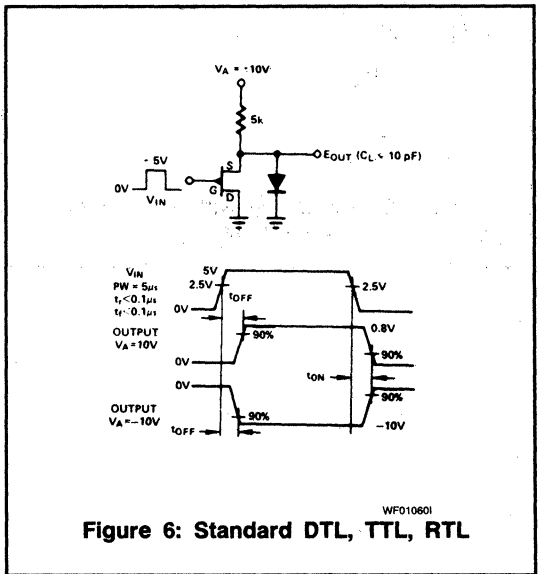 VA = ±10V
5k
EOUT (CL < 10 pF)
- 5V
0V
VIN
S
G
D
VIN
PW = 5µs
tr<0.1µs
tf<0.1µs
5V
2.5V
0V
2.5V
tOFF
OUTPUT
VA=10V
0V
90%
0.8V
90%
tON
0V
OUTPUT
VA=-10V
tOFF
90%
90%
-10V
WF01060I
Figure 6: Standard DTL, TTL, RTL